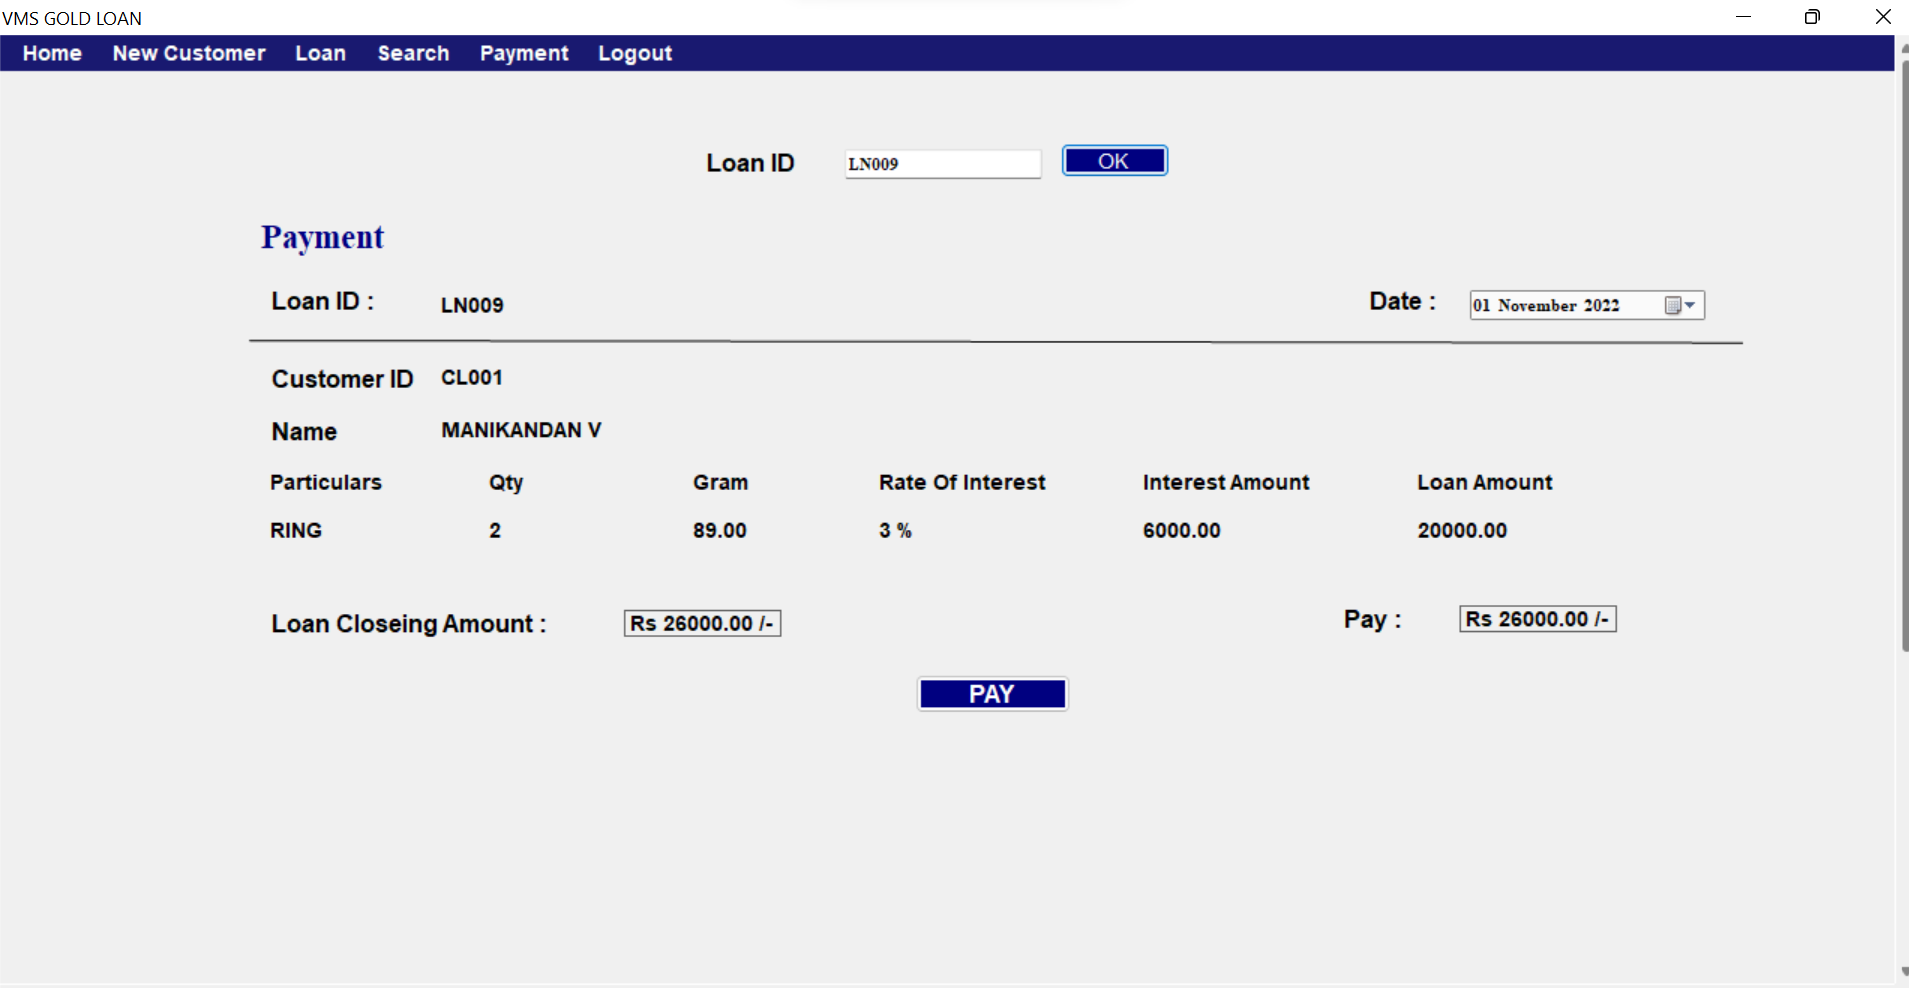 VMS GOLD LOAN
Home New Customer Loan Search Payment Logout
Loan ID LN009 OK
Payment
Loan ID : LN009 Date : 01 November 2022
Customer ID CL001
Name MANIKANDAN V
Particulars Qty Gram Rate Of Interest Interest Amount Loan Amount
RING 2 89.00 3 % 6000.00 20000.00
Loan Closeing Amount : Rs 26000.00 /- Pay : Rs 26000.00 /-
PAY